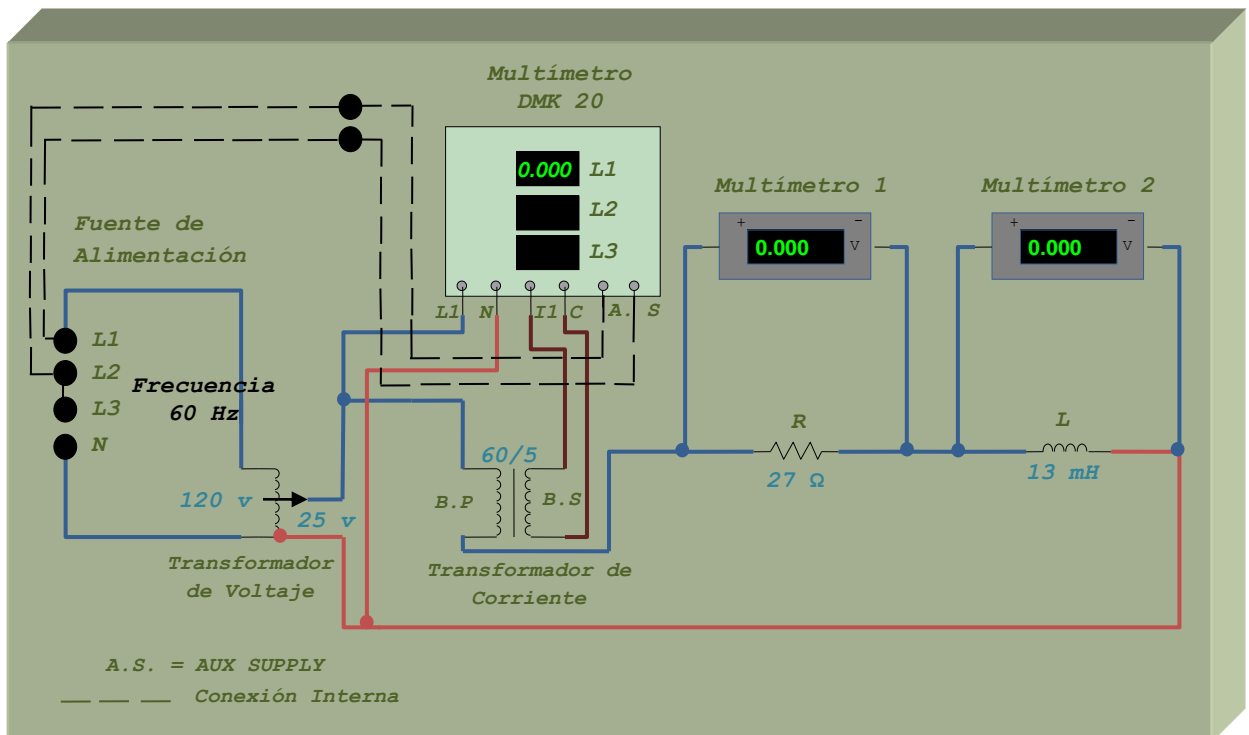 Multímetro
DMK 20
0.000 L1
L2
L3
L1 N I1 C A. S
Multímetro 1
+ −
0.000 V
Multímetro 2
+ −
0.000 V
Fuente de
Alimentación
L1
L2
L3
N
Frecuencia
60 Hz
120 v
25 v
Transformador
de Voltaje
60/5
B.P
B.S
Transformador de
Corriente
R
27 Ω
L
13 mH
A.S. = AUX SUPPLY
Conexión Interna